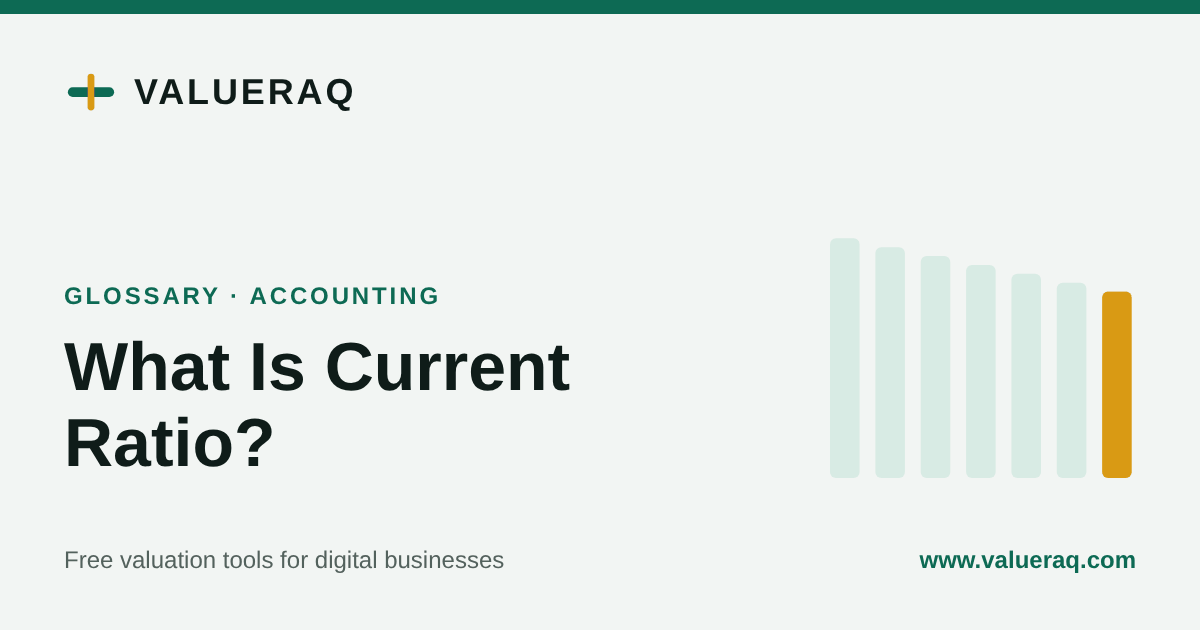 VALUERAQ
GLOSSARY · ACCOUNTING
What Is Current
Ratio?
Free valuation tools for digital businesses
www.valueraq.com